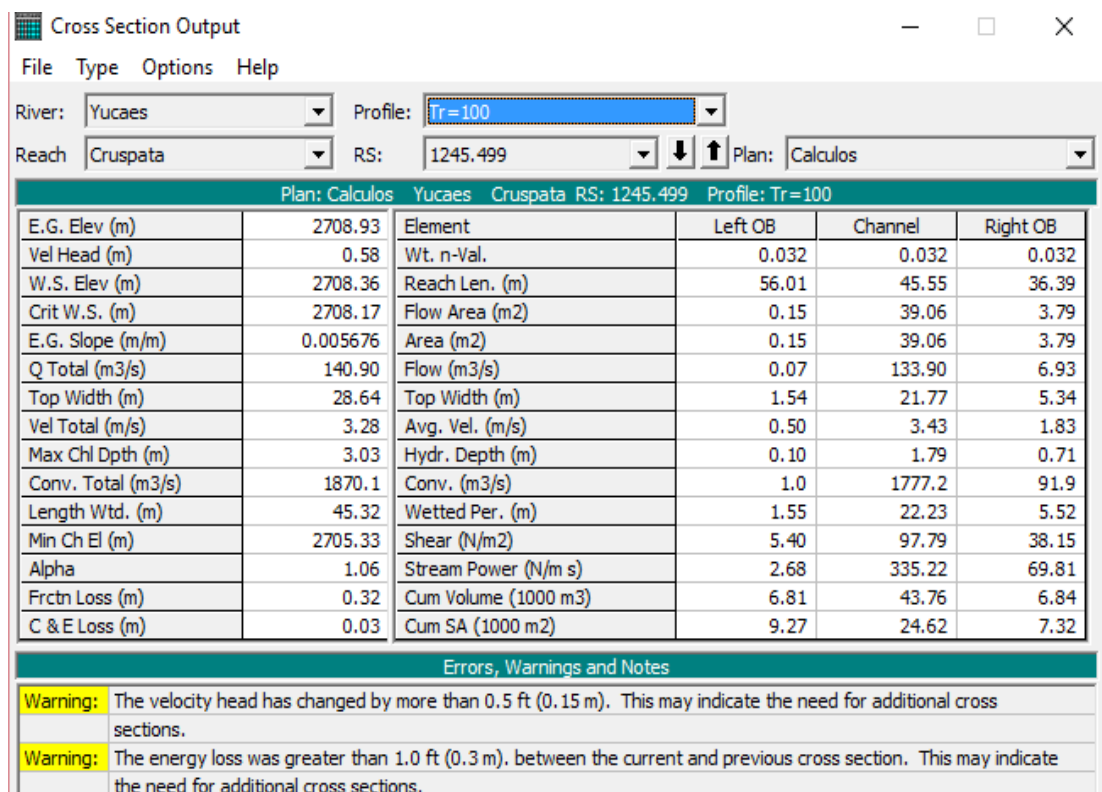 Cross Section Output
File Type Options Help
River: Yucaes Profile: Tr=100
Reach Cruspata RS: 1245.499 Plan: Calculos
Plan: Calculos Yucaes Cruspata RS: 1245.499 Profile: Tr=100
E.G. Elev (m) 2708.93 Element Left OB Channel Right OB
Vel Head (m) 0.58 Wt. n-Val. 0.032 0.032 0.032
W.S. Elev (m) 2708.36 Reach Len. (m) 56.01 45.55 36.39
Crit W.S. (m) 2708.17 Flow Area (m2) 0.15 39.06 3.79
E.G. Slope (m/m) 0.005676 Area (m2) 0.15 39.06 3.79
Q Total (m3/s) 140.90 Flow (m3/s) 0.07 133.90 6.93
Top Width (m) 28.64 Top Width (m) 1.54 21.77 5.34
Vel Total (m/s) 3.28 Avg. Vel. (m/s) 0.50 3.43 1.83
Max Chl Dpth (m) 3.03 Hydr. Depth (m) 0.10 1.79 0.71
Conv. Total (m3/s) 1870.1 Conv. (m3/s) 1.0 1777.2 91.9
Length Wtd. (m) 45.32 Wetted Per. (m) 1.55 22.23 5.52
Min Ch El (m) 2705.33 Shear (N/m2) 5.40 97.79 38.15
Alpha 1.06 Stream Power (N/m s) 2.68 335.22 69.81
Frctn Loss (m) 0.32 Cum Volume (1000 m3) 6.81 43.76 6.84
C & E Loss (m) 0.03 Cum SA (1000 m2) 9.27 24.62 7.32
Errors, Warnings and Notes
Warning: The velocity head has changed by more than 0.5 ft (0.15 m). This may indicate the need for additional cross
sections.
Warning: The energy loss was greater than 1.0 ft (0.3 m). between the current and previous cross section. This may indicate
the need for additional cross sections.